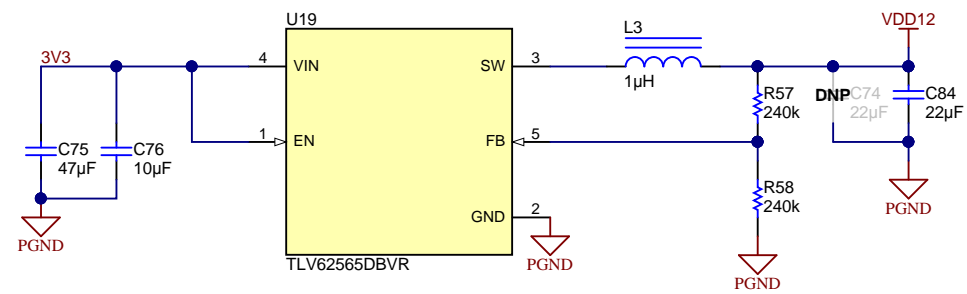 U19
3V3
4
VIN
SW
3
L3
1µH
VDD12
R57
240k
DNP
C74
22µF
C84
22µF
1
EN
FB
5
C75
47µF
C76
10µF
R58
240k
GND
2
PGND
TLV62565DBVR
PGND
PGND
PGND